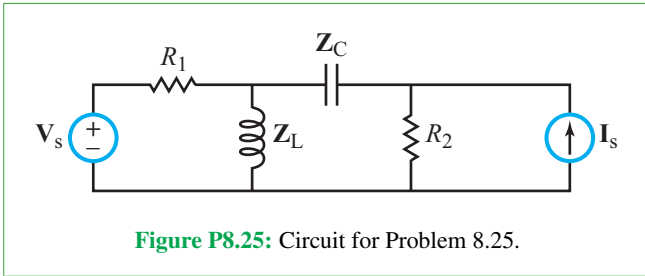 Z_C
R_1
V_s
+
−
Z_L
R_2
I_s
Figure P8.25: Circuit for Problem 8.25.